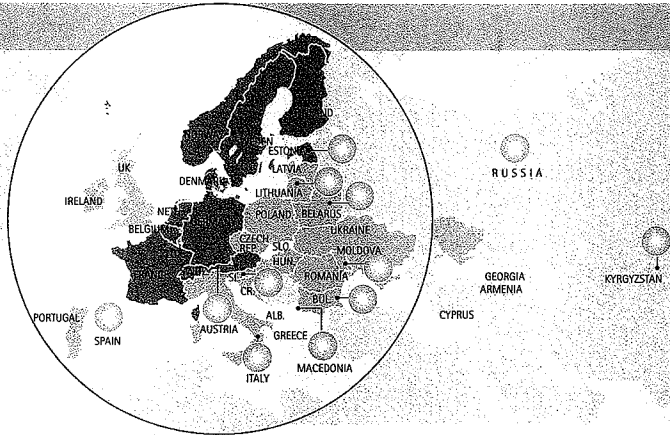 ESTONIA
LATVIA
UK
DENMARK
IRELAND
LITHUANIA
RUSSIA
POLAND
BELARUS
BELGIUM
UKRAINE
CZECH
REP.
SLO.
MOLDOVA
HUN.
ROMANIA
GEORGIA
ARMENIA
KYRGYZSTAN
CR.
BUL.
PORTUGAL
SPAIN
AUSTRIA
ALB.
GREECE
CYPRUS
MACEDONIA
ITALY